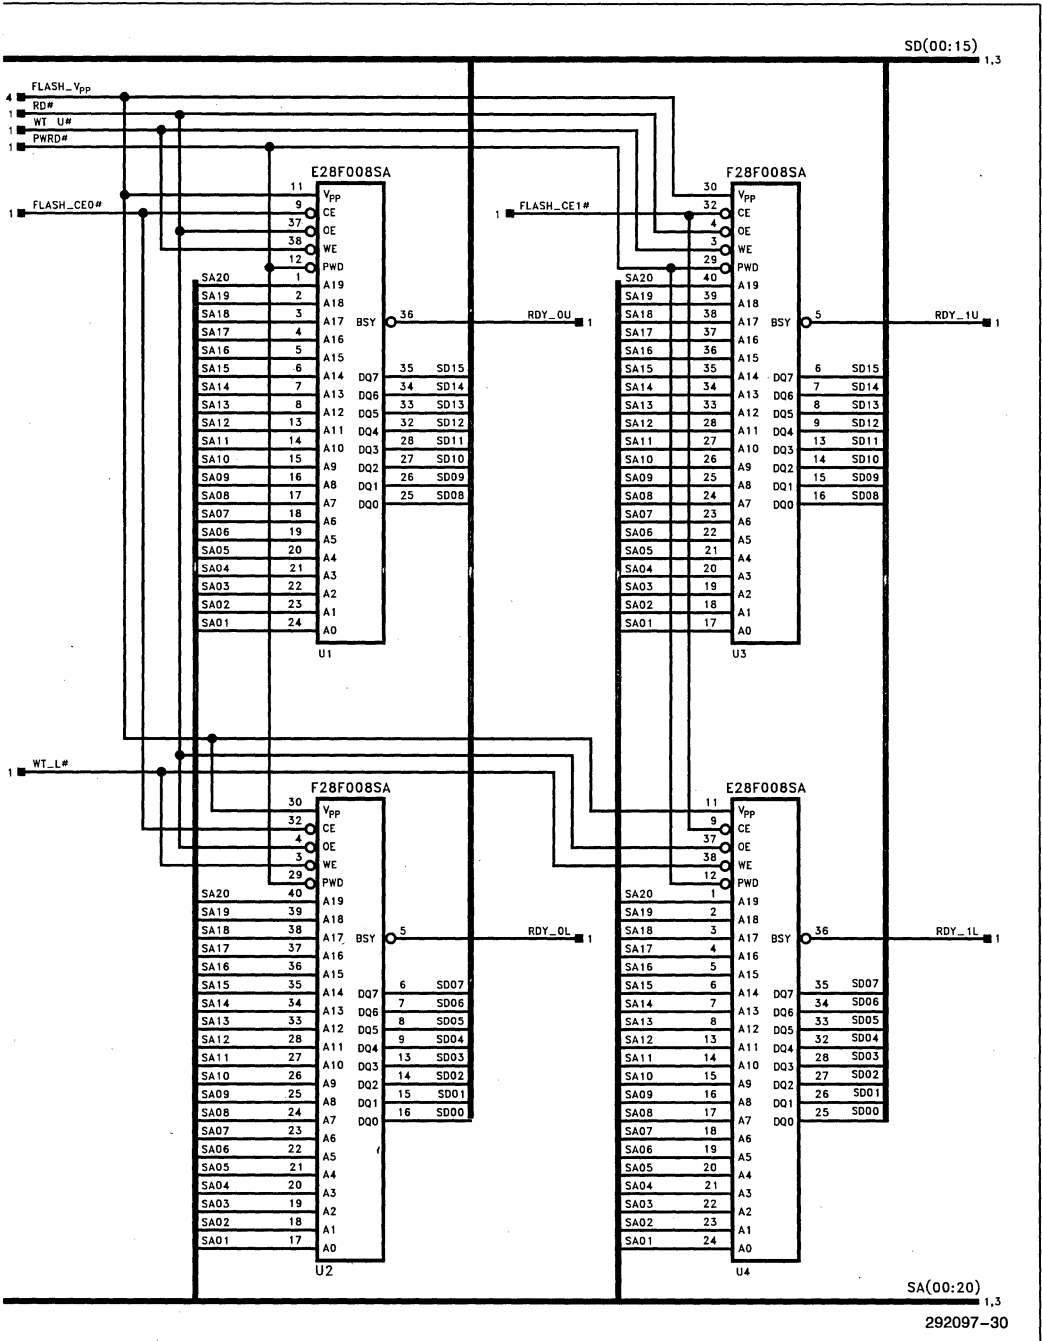 SD(00:15)
1,3
4 FLASH_VPP
1 RD#
1 WT U#
1 PWRD#
1 FLASH_CE0#
E28F008SA
11 VPP
9 CE
37 OE
38 WE
12 PWD
SA20 1 A19
SA19 2 A18
SA18 3 A17 BSY 36 RDY_0U 1
SA17 4 A16
SA16 5 A15
SA15 6 A14 DQ7 35 SD15
SA14 7 A13 DQ6 34 SD14
SA13 8 A12 DQ5 33 SD13
SA12 13 A11 DQ4 32 SD12
SA11 14 A10 DQ3 28 SD11
SA10 15 A9 DQ2 27 SD10
SA09 16 A8 DQ1 26 SD09
SA08 17 A7 DQ0 25 SD08
SA07 18 A6
SA06 19 A5
SA05 20 A4
SA04 21 A3
SA03 22 A2
SA02 23 A1
SA01 24 A0
U1
1 FLASH_CE1#
F28F008SA
30 VPP
32 CE
4 OE
3 WE
29 PWD
SA20 40 A19
SA19 39 A18
SA18 38 A17 BSY 5 RDY_1U 1
SA17 37 A16
SA16 36 A15
SA15 35 A14 DQ7 6 SD15
SA14 34 A13 DQ6 7 SD14
SA13 33 A12 DQ5 8 SD13
SA12 28 A11 DQ4 9 SD12
SA11 27 A10 DQ3 13 SD11
SA10 26 A9 DQ2 14 SD10
SA09 25 A8 DQ1 15 SD09
SA08 24 A7 DQ0 16 SD08
SA07 23 A6
SA06 22 A5
SA05 21 A4
SA04 20 A3
SA03 19 A2
SA02 18 A1
SA01 17 A0
U3
1 WT_L#
F28F008SA
30 VPP
32 CE
4 OE
3 WE
29 PWD
SA20 40 A19
SA19 39 A18
SA18 38 A17 BSY 5 RDY_0L 1
SA17 37 A16
SA16 36 A15
SA15 35 A14 DQ7 6 SD07
SA14 34 A13 DQ6 7 SD06
SA13 33 A12 DQ5 8 SD05
SA12 28 A11 DQ4 9 SD04
SA11 27 A10 DQ3 13 SD03
SA10 26 A9 DQ2 14 SD02
SA09 25 A8 DQ1 15 SD01
SA08 24 A7 DQ0 16 SD00
SA07 23 A6
SA06 22 A5
SA05 21 A4
SA04 20 A3
SA03 19 A2
SA02 18 A1
SA01 17 A0
U2
E28F008SA
11 VPP
9 CE
37 OE
38 WE
12 PWD
SA20 1 A19
SA19 2 A18
SA18 3 A17 BSY 36 RDY_1L 1
SA17 4 A16
SA16 5 A15
SA15 6 A14 DQ7 35 SD07
SA14 7 A13 DQ6 34 SD06
SA13 8 A12 DQ5 33 SD05
SA12 13 A11 DQ4 32 SD04
SA11 14 A10 DQ3 28 SD03
SA10 15 A9 DQ2 27 SD02
SA09 16 A8 DQ1 26 SD01
SA08 17 A7 DQ0 25 SD00
SA07 18 A6
SA06 19 A5
SA05 20 A4
SA04 21 A3
SA03 22 A2
SA02 23 A1
SA01 24 A0
U4
SA(00:20)
1,3
292097-30